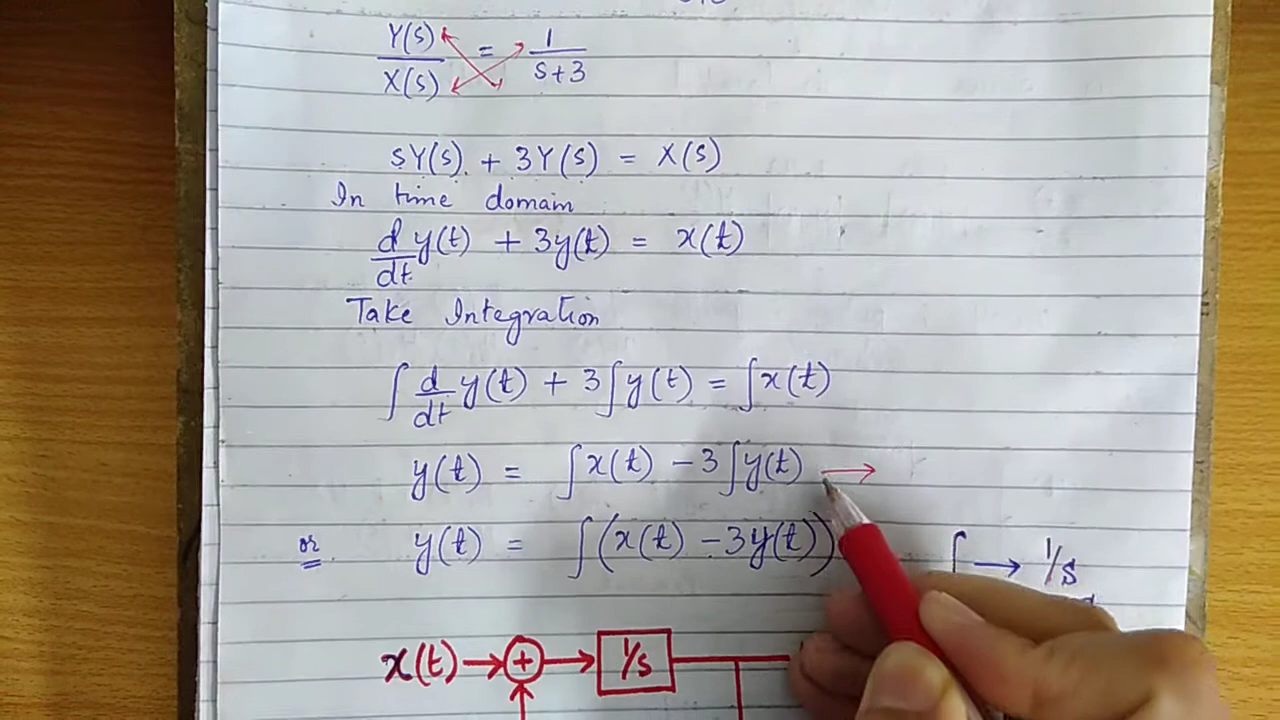 Y(s)/X(s) = 1/s+3
sY(s) + 3Y(s) = X(s)
In time domain
d/dt y(t) + 3y(t) = x(t)
Take Integration
∫ d/dt y(t) + 3∫y(t) = ∫x(t)
y(t) = ∫x(t) - 3∫y(t) →
or y(t) = ∫(x(t) - 3y(t))
∫ → 1/s
x(t) → + → 1/s